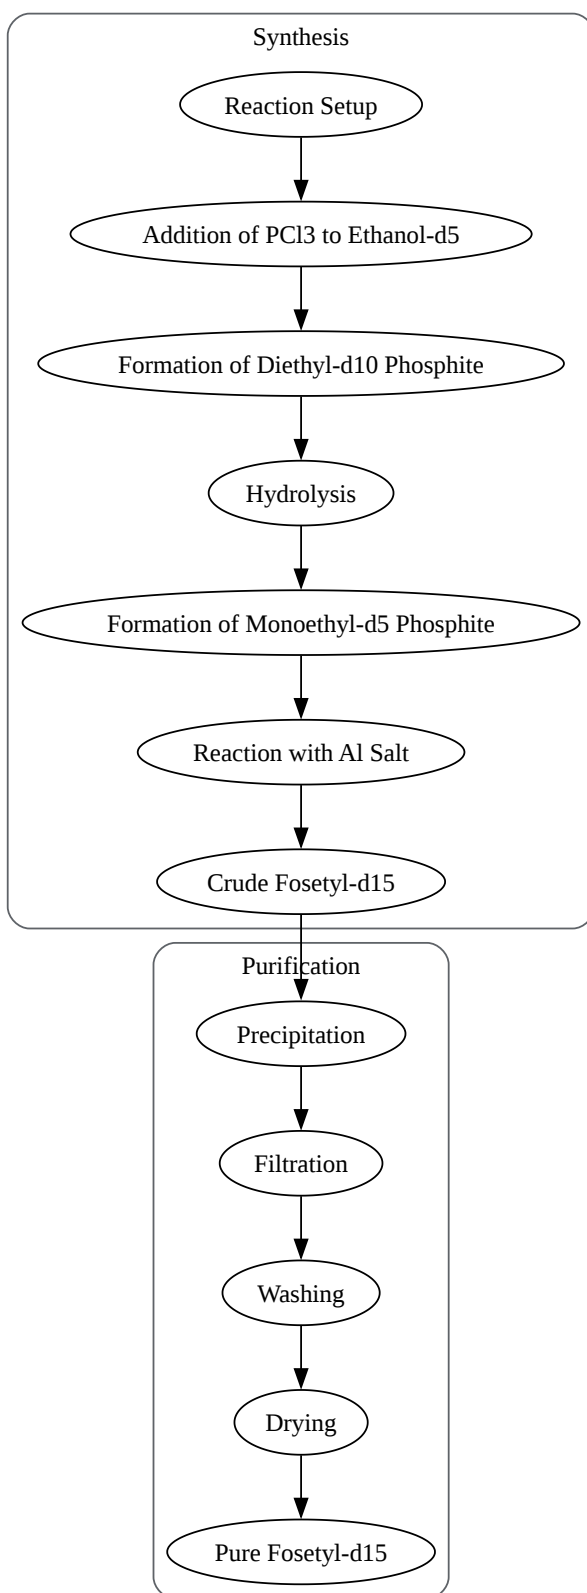 Synthesis
Reaction Setup
Addition of PCl3 to Ethanol-d5
Formation of Diethyl-d10 Phosphite
Hydrolysis
Formation of Monoethyl-d5 Phosphite
Reaction with Al Salt
Crude Fosetyl-d15
Purification
Precipitation
Filtration
Washing
Drying
Pure Fosetyl-d15